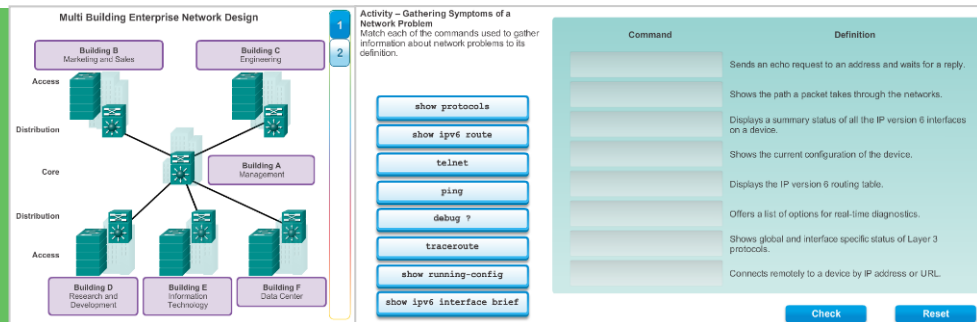 Multi Building Enterprise Network Design
Building B
Marketing and Sales
Building C
Engineering
Access
Distribution
Core
Building A
Management
Distribution
Access
Building D
Research and
Development
Building E
Information
Technology
Building F
Data Center
1
2
Activity – Gathering Symptoms of a
Network Problem
Match each of the commands used to gather
information about network problems to its
definition.
show protocols
show ipv6 route
telnet
ping
debug ?
traceroute
show running-config
show ipv6 interface brief
Command
Definition
Sends an echo request to an address and waits for a reply.
Shows the path a packet takes through the networks.
Displays a summary status of all the IP version 6 interfaces
on a device.
Shows the current configuration of the device.
Displays the IP version 6 routing table.
Offers a list of options for real-time diagnostics.
Shows global and interface specific status of Layer 3
protocols.
Connects remotely to a device by IP address or URL.
Check
Reset